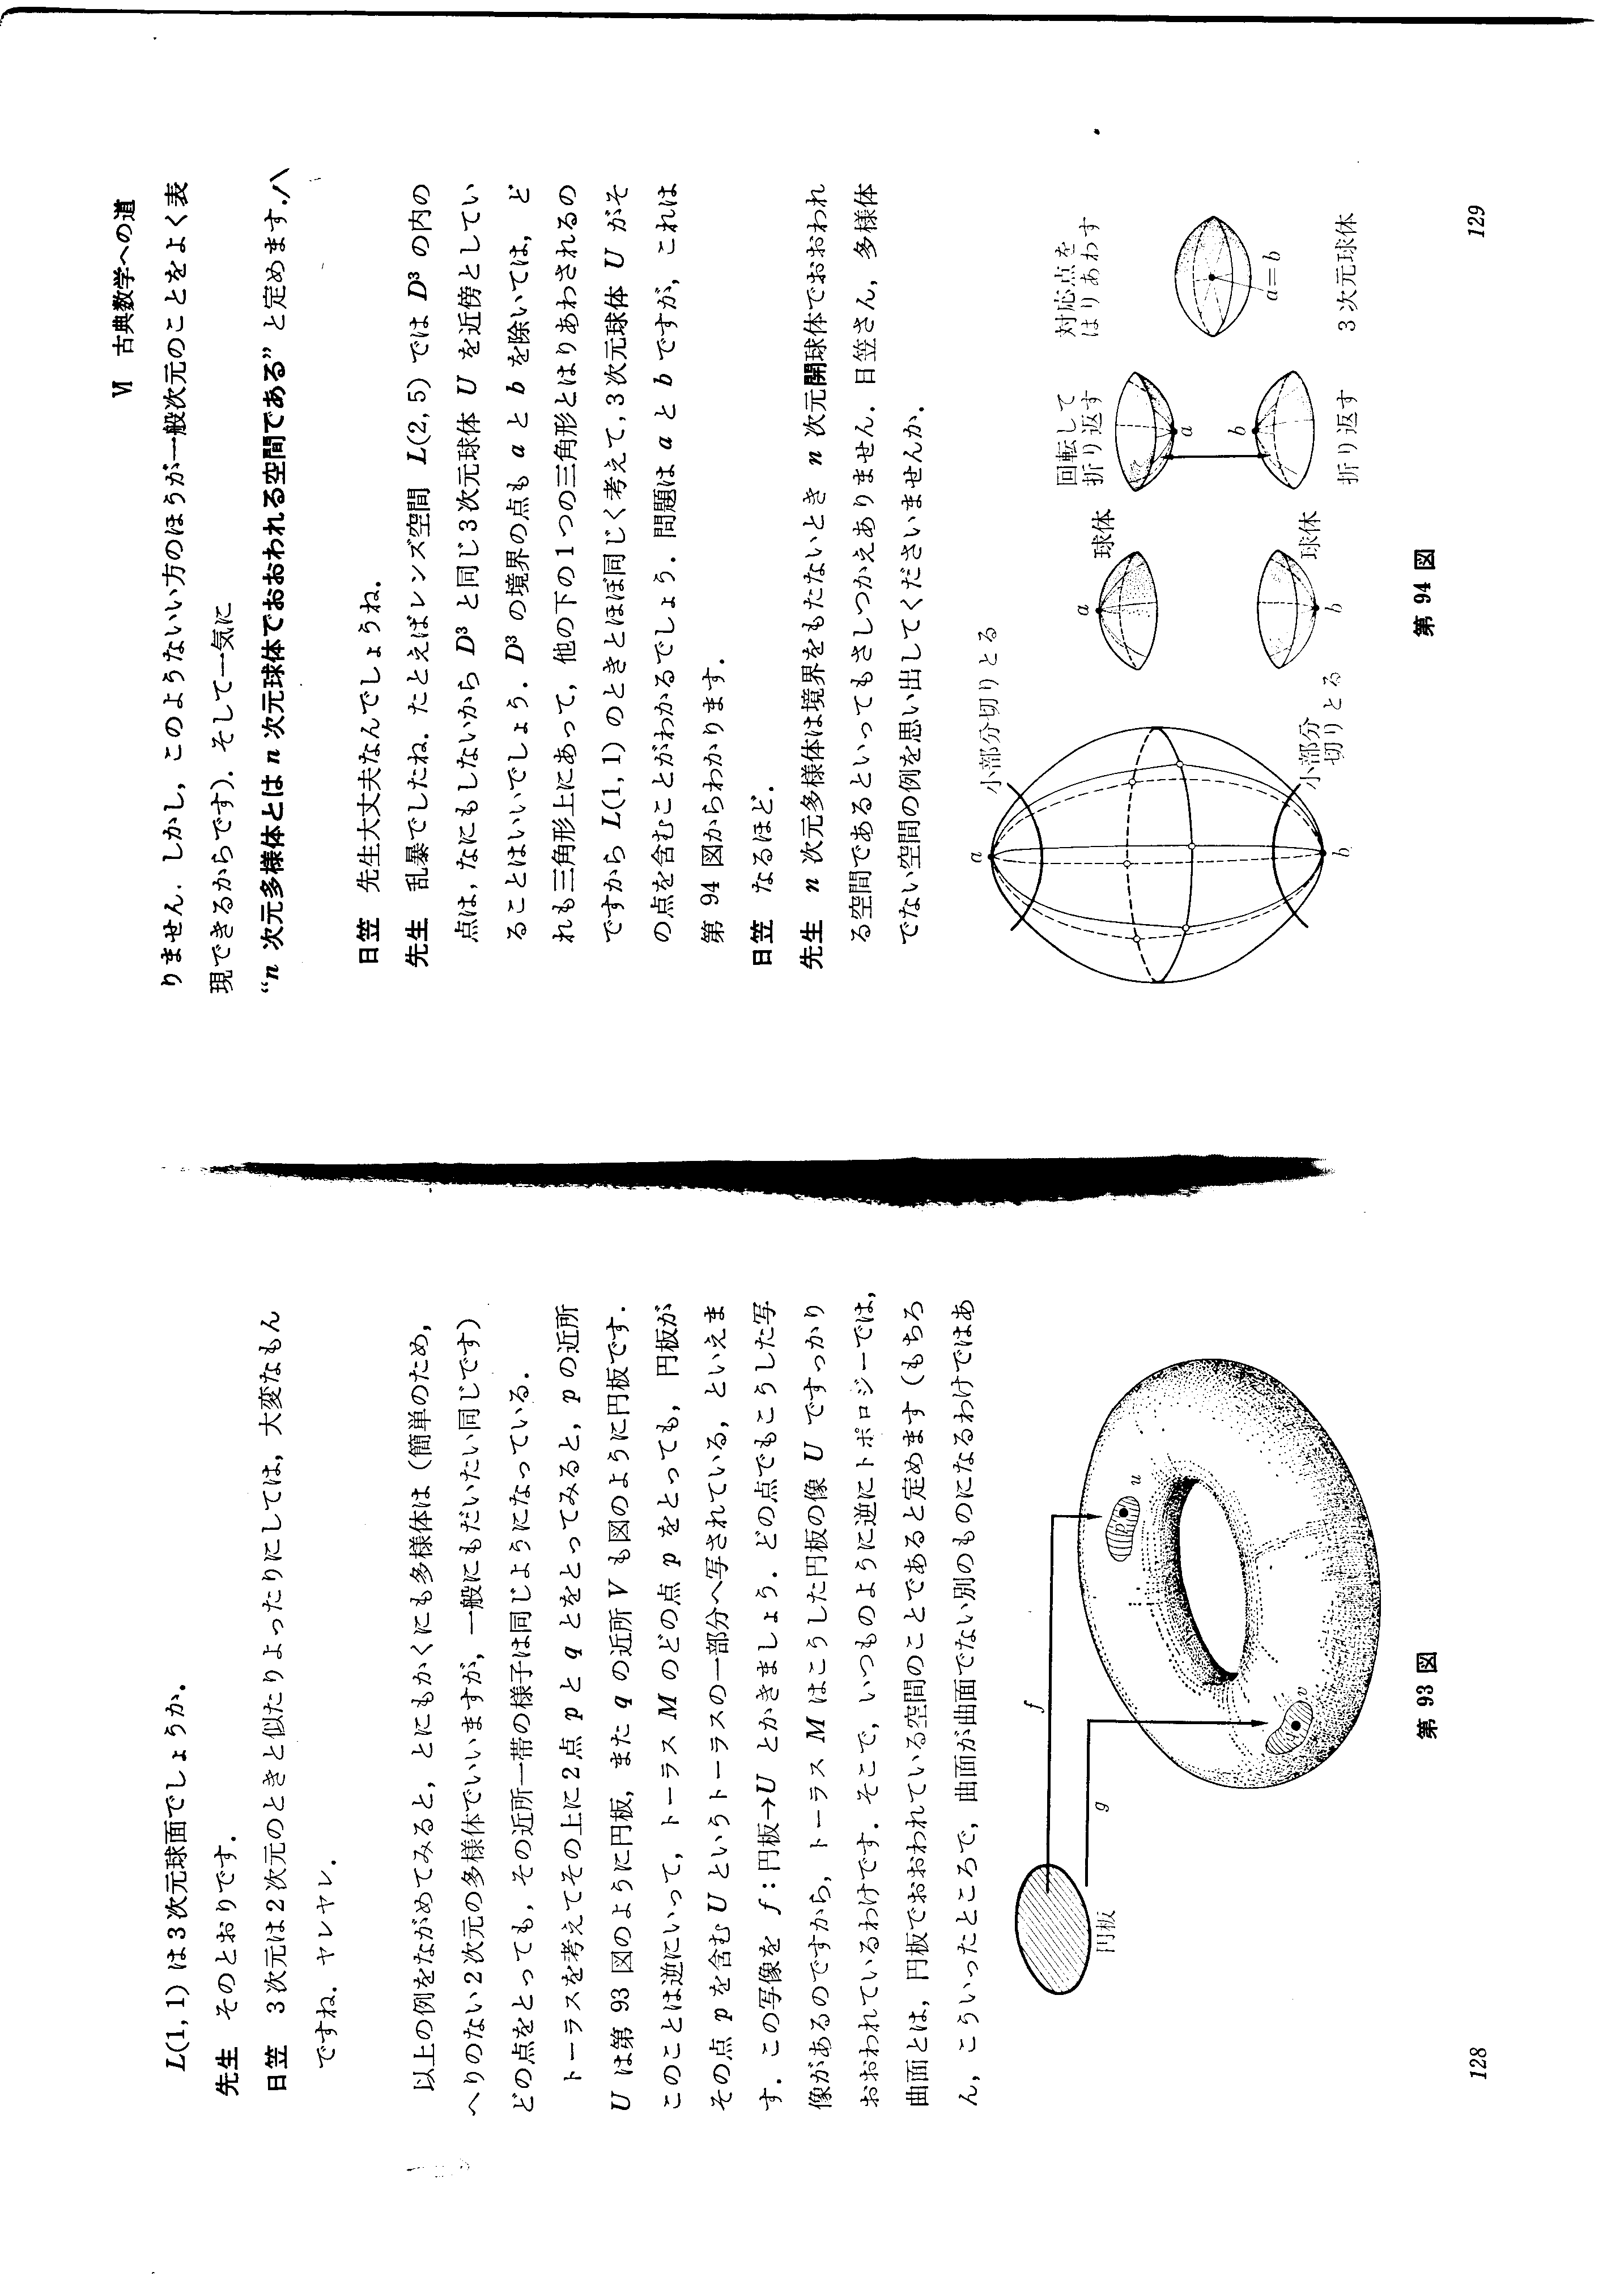 L(1, 1) は3次元球面でしょうか.
先生 そのとおりです.
日笠 3次元は2次元のときと似たりよったりにしては, 大変なもん
ですね. ヤレヤレ.
以上の例をながめてみると, とにもかくにも多様体は (簡単のため,
へりのない2次元の多様体でいいますが, 一般にもだいたい同じです)
どの点をとっても, その近所一帯の様子は同じようになっている.
トーラスを考えてその上に2点 p と q とをとってみると, p の近所
U は第 93 図のように円板, また q の近所 V も図のように円板です.
このことは逆にいって, トーラス M のどの点 p をとっても, 円板が
その点 p を含む U というトーラスの一部分へ写されている, といえま
す. この写像を f : 円板→U とかきましょう. どの点でもこうした写
像があるのですから, トーラス M はこうした円板の像 U ですっかり
おおわれているわけです. そこで, いつものように逆にトポロジーでは,
曲面とは, 円板でおおわれている空間のことであると定めます (もちろ
ん, こういったところで, 曲面が曲面でない別のものになるわけではあ
f
g
円板
u
v
第 93 図
128
VI 古典数学への道
りません. しかし, このようないい方のほうが一般次元のことをよく表
現できるからです). そして一気に
“n 次元多様体とは n 次元球体でおおわれる空間である” と定めます.
日笠 先生大丈夫なんでしょうね.
先生 乱暴でしたね. たとえばレンズ空間 L(2, 5) では D³ の内の
点は, なにもしないから D³ と同じ3次元球体 U を近傍としてい
ることはいいでしょう. D³ の境界の点も a と b を除いては, ど
れも三角形上にあって, 他の下の1つの三角形とはりあわされるの
ですから L(1, 1) のときとほぼ同じく考えて, 3次元球体 U がそ
の点を含むことがわかるでしょう. 問題は a と b ですが, これは
第 94 図からわかります.
日笠 なるほど.
先生 n 次元多様体は境界をもたないとき n 次元開球体でおおわれ
る空間であるといってもさしつかえありません. 日笠さん, 多様体
でない空間の例を思い出してくださいませんか.
a
小部分切りとる
b
小部分
切りとる
a
球体
b
球体
回転して
折り返す
a
b
折り返す
対応点を
はりあわす
a=b
3次元球体
第 94 図
129